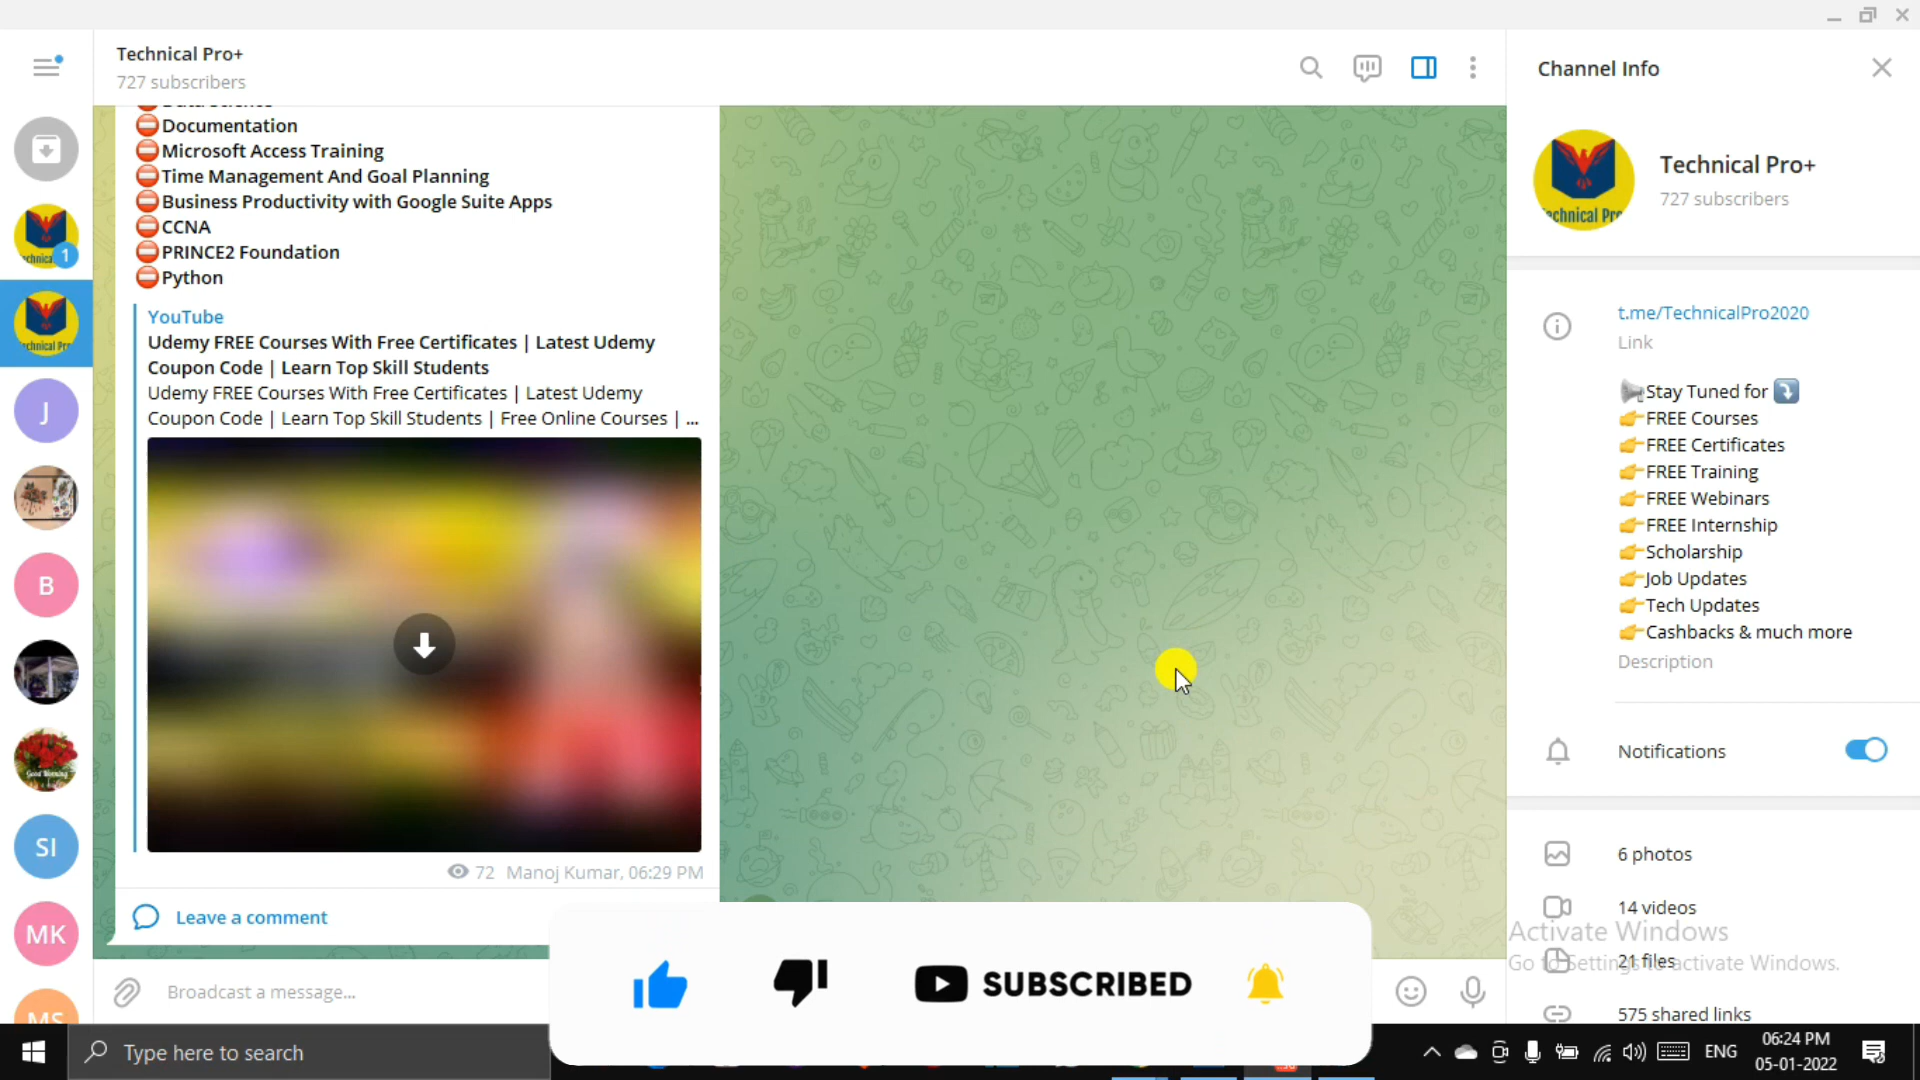 Technical Pro+
727 subscribers
Documentation
Microsoft Access Training
Time Management And Goal Planning
Business Productivity with Google Suite Apps
CCNA
PRINCE2 Foundation
Python
YouTube
Udemy FREE Courses With Free Certificates | Latest Udemy
Coupon Code | Learn Top Skill Students
Udemy FREE Courses With Free Certificates | Latest Udemy
Coupon Code | Learn Top Skill Students | Free Online Courses | ...
72 Manoj Kumar, 06:29 PM
Leave a comment
Broadcast a message...
1
J
B
Good Morning
SI
MK
MS
Channel Info
Technical Pro+
727 subscribers
t.me/TechnicalPro2020
Link
Stay Tuned for
FREE Courses
FREE Certificates
FREE Training
FREE Webinars
FREE Internship
Scholarship
Job Updates
Tech Updates
Cashbacks & much more
Description
Notifications
6 photos
14 videos
Activate Windows
Go to Settings to activate Windows.
21 files
575 shared links
SUBSCRIBED
Type here to search
ENG
06:24 PM
05-01-2022